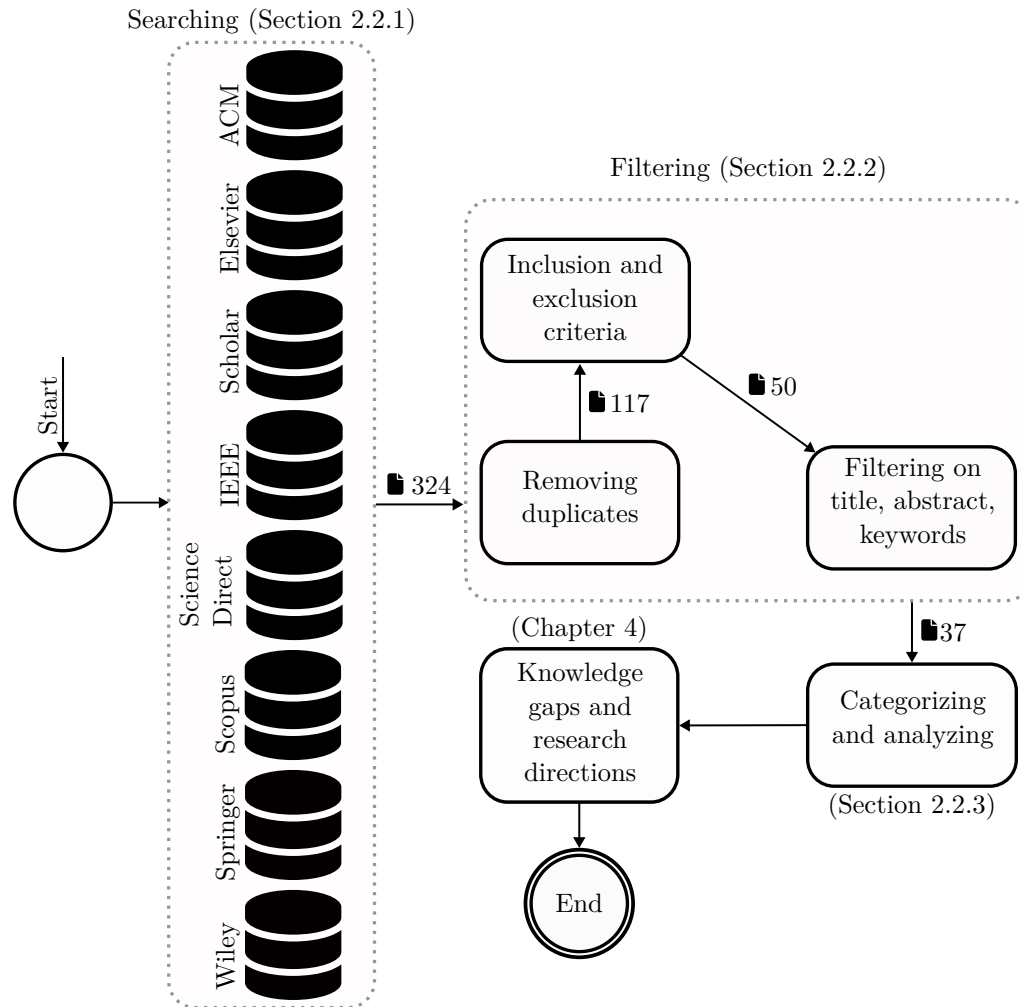 Searching (Section 2.2.1)
ACM
Elsevier
Scholar
IEEE
Science
Direct
Scopus
Springer
Wiley
Start
324
Filtering (Section 2.2.2)
Inclusion and
exclusion
criteria
117
50
Removing
duplicates
Filtering on
title, abstract,
keywords
37
(Chapter 4)
Knowledge
gaps and
research
directions
Categorizing
and analyzing
(Section 2.2.3)
End